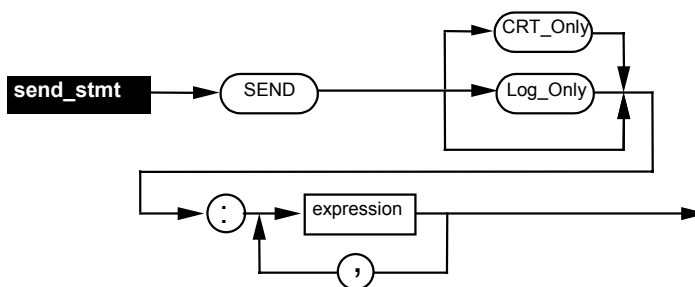 CRT_Only
send_stmt
SEND
Log_Only
:
expression
,